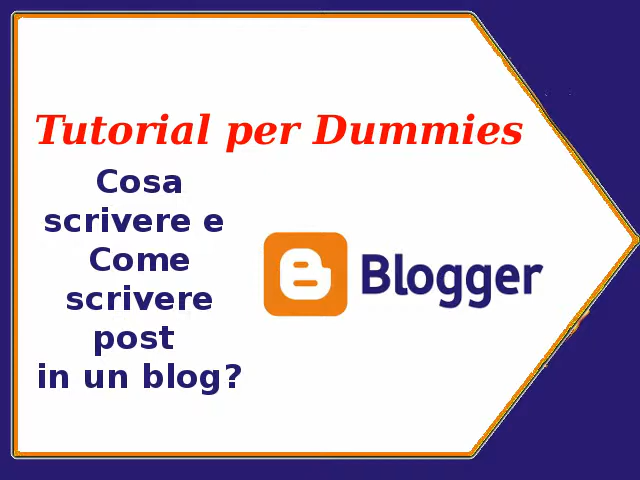 Tutorial per Dummies
Cosa
scrivere e
Come
scrivere
post
in un blog?
Blogger